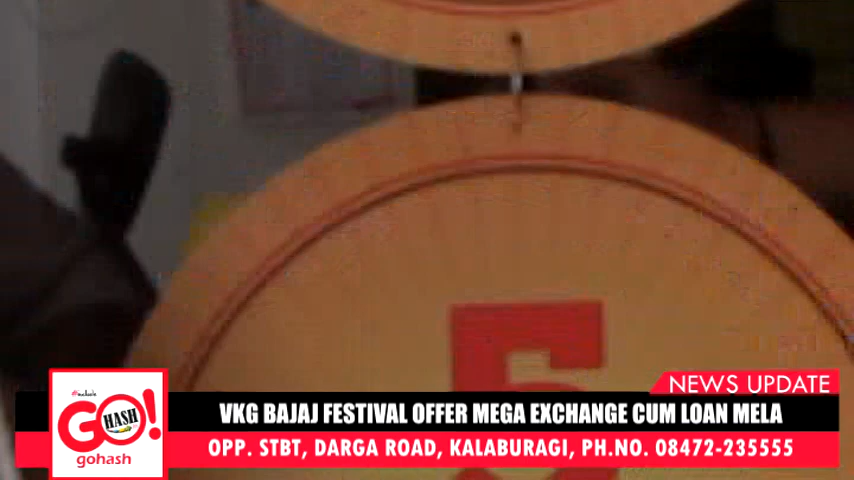 5
NEWS UPDATE
#makade
GO!
HASH
gohash
VKG BAJAJ FESTIVAL OFFER MEGA EXCHANGE CUM LOAN MELA
OPP. STBT, DARGA ROAD, KALABURAGI, PH.NO. 08472-235555